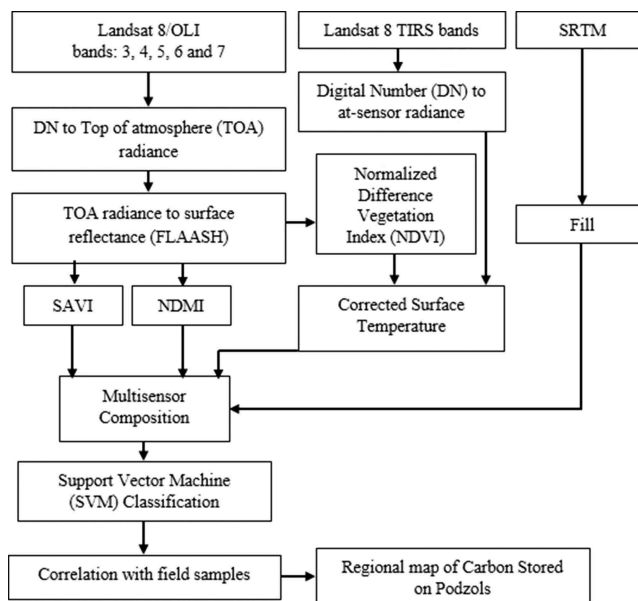 Landsat 8/OLI
bands: 3, 4, 5, 6 and 7
Landsat 8 TIRS bands
SRTM
Digital Number (DN) to
at-sensor radiance
DN to Top of atmosphere (TOA)
radiance
Normalized
Difference
Vegetation
Index (NDVI)
TOA radiance to surface
reflectance (FLAASH)
Fill
SAVI
NDMI
Corrected Surface
Temperature
Multisensor
Composition
Support Vector Machine
(SVM) Classification
Correlation with field samples
Regional map of Carbon Stored
on Podzols